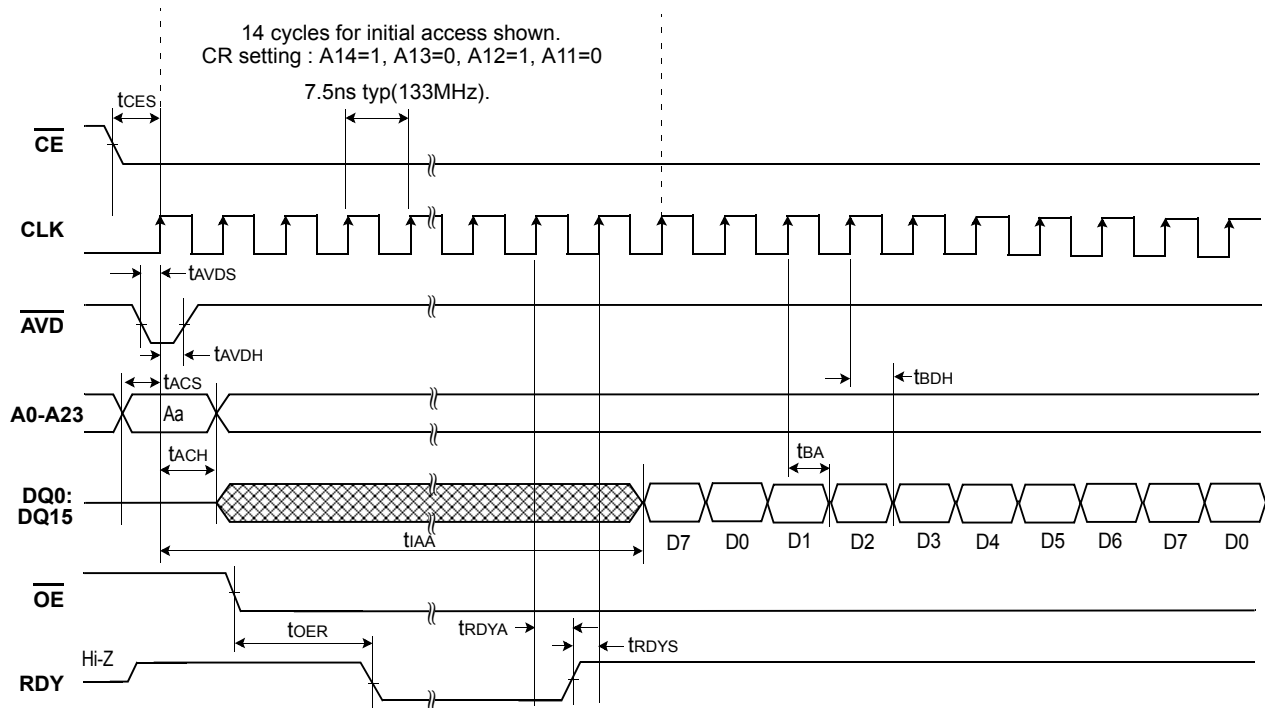 14 cycles for initial access shown.
CR setting : A14=1, A13=0, A12=1, A11=0
7.5ns typ(133MHz).
tCES
CE
CLK
tAVDS
AVD
tAVDH
tACS
tBDH
A0-A23
Aa
tACH
tBA
DQ0:
DQ15
tIAA
D7 D0 D1 D2 D3 D4 D5 D6 D7 D0
OE
tOER
tRDYA
tRDYS
Hi-Z
RDY